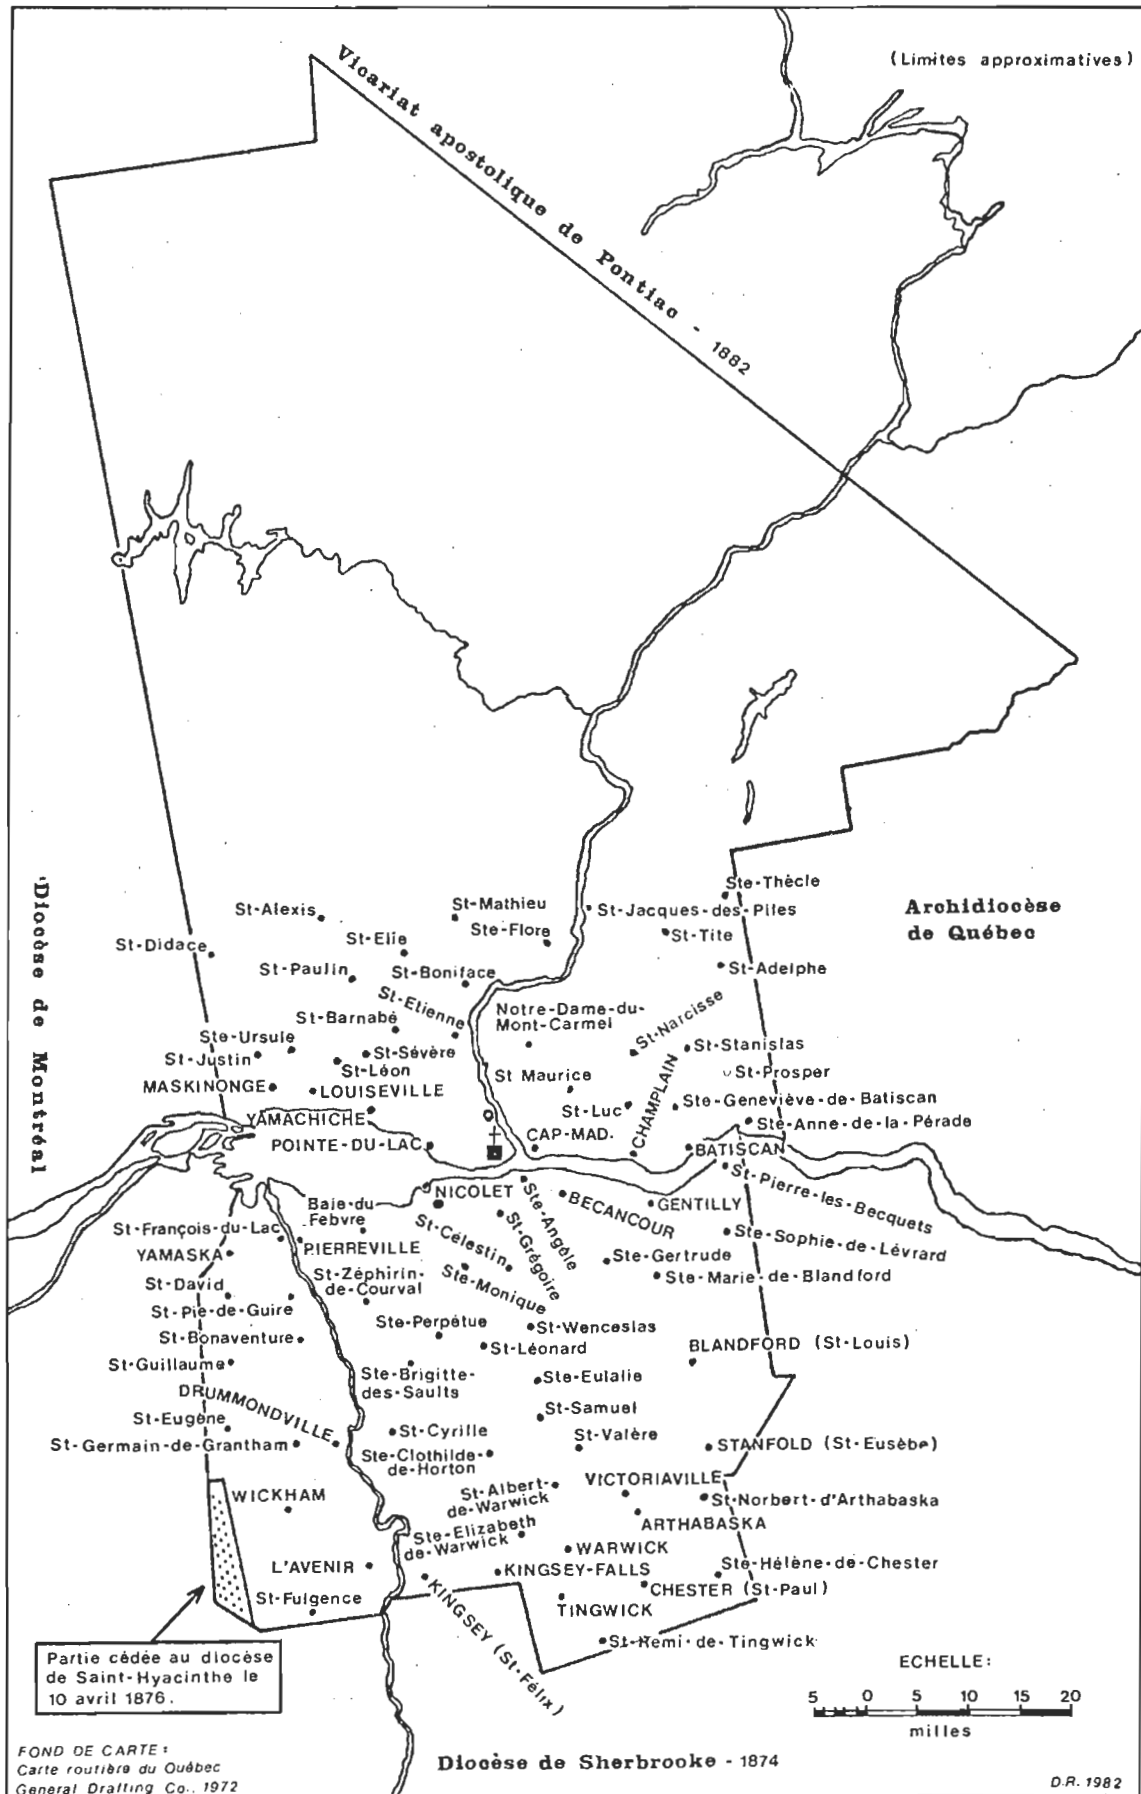 (Limites approximatives)
Vicariat apostolique de Pontiac - 1882
Diocèse de Montréal
Archidiocèse
de Québec
Ste-Thècle
St-Alexis
St-Mathieu
St-Jacques-des-Piles
Ste-Flore
St-Tite
St-Didace
St-Elie
St-Paulin
St-Boniface
St-Adelphe
St-Etienne
Notre-Dame-du-
Mont-Carmel
St-Narcisse
St-Barnabé
Ste-Ursule
St-Justin
St-Sévère
St-Léon
St-Stanislas
St-Prosper
MASKINONGE
LOUISEVILLE
St Maurice
St-Luc
CHAMPLAIN
Ste-Geneviève-de-Batiscan
YAMACHICHE
Ste-Anne-de-la-Pérade
POINTE-DU-LAC
CAP-MAD.
BATISCAN
St-Pierre-les-Becquets
NICOLET
Ste-Angèle
BECANCOUR
GENTILLY
Baie-du-
Febvre
St-François-du-Lac
PIERREVILLE
St-Célestin
St-Grégoire
Ste-Sophie-de-Lévrard
YAMASKA
Ste-Gertrude
St-David
St-Zéphirin-
de-Courval
Ste-Monique
Ste-Marie-de-Blandford
St-Pie-de-Guire
Ste-Perpétue
St-Wenceslas
St-Bonaventure
St-Léonard
BLANDFORD (St-Louis)
St-Guillaume
Ste-Brigitte-
des-Saults
Ste-Eulalie
DRUMMONDVILLE
St-Samuel
St-Eugène
St-Cyrille
St-Valère
St-Germain-de-Grantham
Ste-Clothilde-
de-Horton
STANFOLD (St-Eusèbe)
WICKHAM
St-Albert-
de-Warwick
VICTORIAVILLE
St-Norbert-d'Arthabaska
ARTHABASKA
Ste-Elizabeth
de-Warwick
WARWICK
L'AVENIR
KINGSEY-FALLS
Ste-Hélène-de-Chester
CHESTER (St-Paul)
St-Fulgence
KINGSEY (St-Félix)
TINGWICK
St-Remi-de-Tingwick
Partie cédée au diocèse
de Saint-Hyacinthe le
10 avril 1876.
ECHELLE:
5 0 5 10 15 20
milles
Diocèse de Sherbrooke - 1874
FOND DE CARTE:
Carte routière du Québec
General Drafting Co., 1972
D.R. 1982